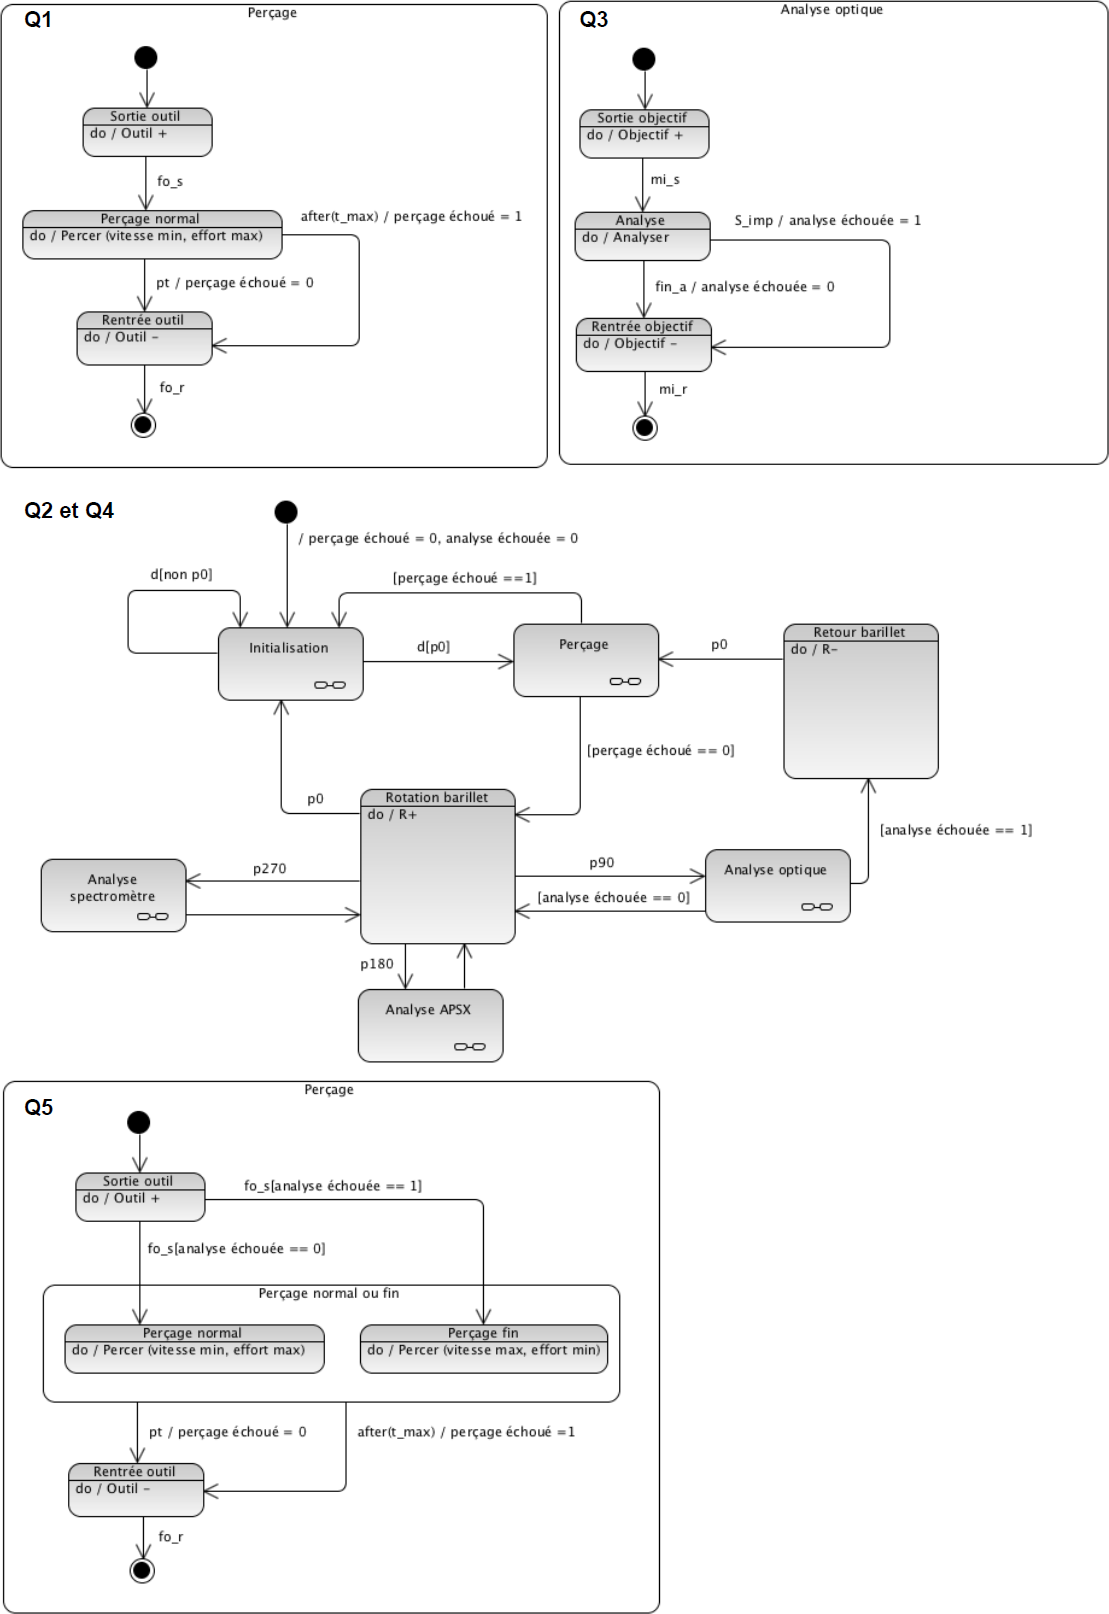 Q1
Perçage
Sortie outil
do / Outil +
fo_s
Perçage normal
do / Percer (vitesse min, effort max)
after(t_max) / perçage échoué = 1
pt / perçage échoué = 0
Rentrée outil
do / Outil -
fo_r
Q3
Analyse optique
Sortie objectif
do / Objectif +
mi_s
Analyse
do / Analyser
S_imp / analyse échouée = 1
fin_a / analyse échouée = 0
Rentrée objectif
do / Objectif -
mi_r
Q2 et Q4
/ perçage échoué = 0, analyse échouée = 0
d[non p0]
[perçage échoué ==1]
Initialisation
d[p0]
Perçage
p0
Retour barillet
do / R-
[perçage échoué == 0]
p0
Rotation barillet
do / R+
[analyse échouée == 1]
Analyse
spectromètre
p270
p90
[analyse échouée == 0]
Analyse optique
p180
Analyse APSX
Q5
Perçage
Sortie outil
do / Outil +
fo_s[analyse échouée == 1]
fo_s[analyse échouée == 0]
Perçage normal ou fin
Perçage normal
do / Percer (vitesse min, effort max)
Perçage fin
do / Percer (vitesse max, effort min)
pt / perçage échoué = 0
after(t_max) / perçage échoué =1
Rentrée outil
do / Outil -
fo_r